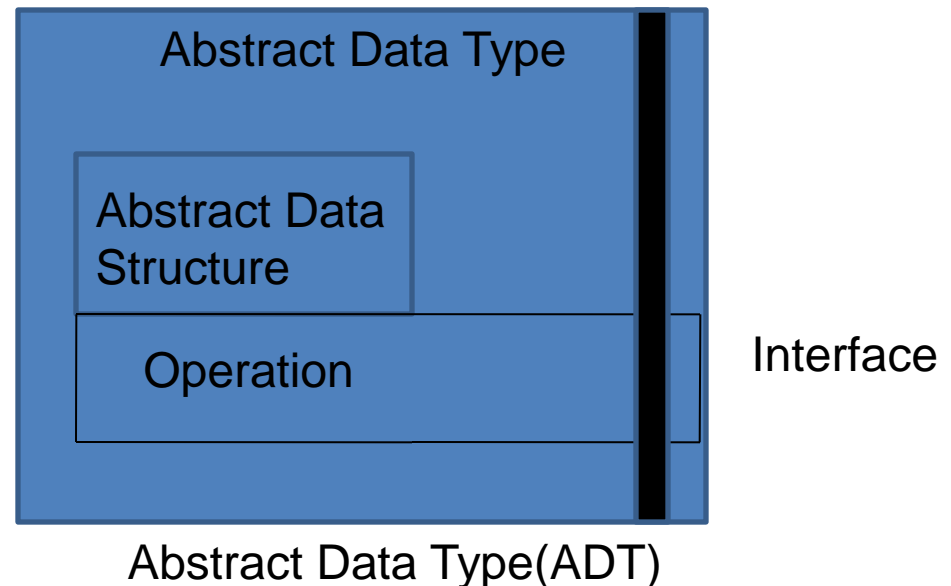 Abstract Data Type
Abstract Data
Structure
Operation
Interface
Abstract Data Type(ADT)